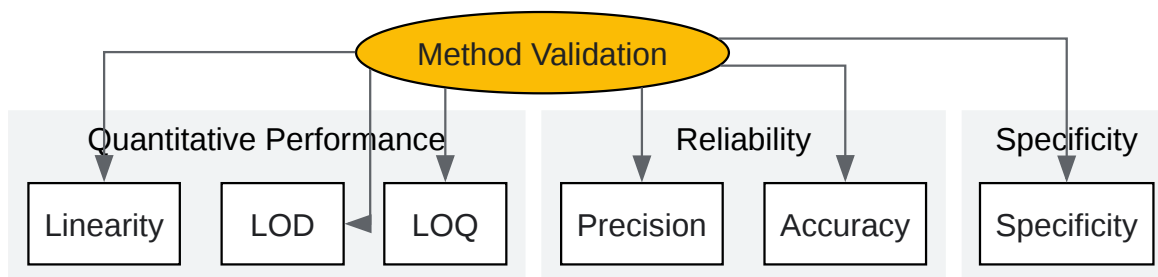 Method Validation
Quantitative Performance
Reliability
Specificity
Linearity
LOD
LOQ
Precision
Accuracy
Specificity